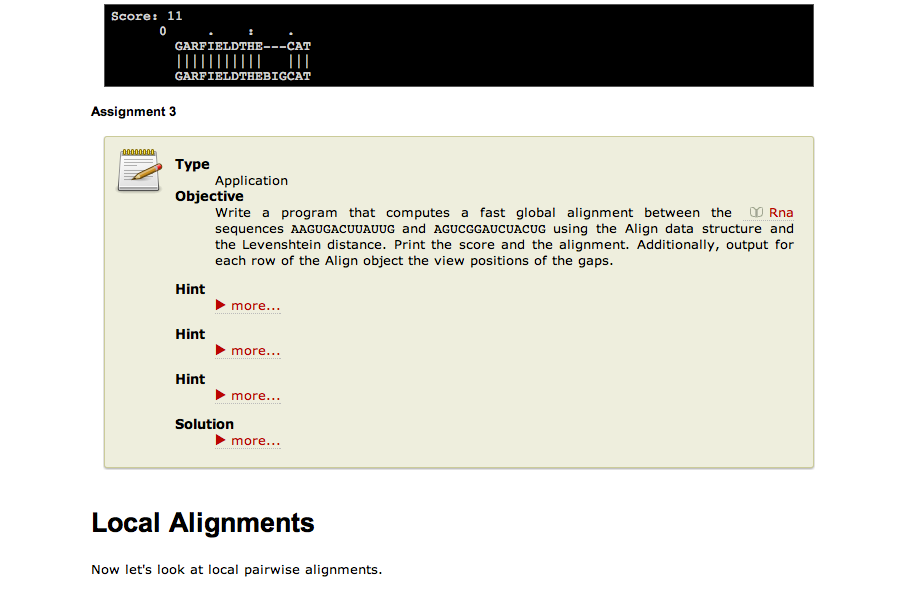 Score: 11
0 . : .
GARFIELDTHE---CAT
||||||||||| |||
GARFIELDTHEBIGCAT
Assignment 3
Type
Application
Objective
Write a program that computes a fast global alignment between the Rna
sequences AAGUGACUUAUUG and AGUCGGAUCUACUG using the Align data structure and
the Levenshtein distance. Print the score and the alignment. Additionally, output for
each row of the Align object the view positions of the gaps.
Hint
more...
Hint
more...
Hint
more...
Solution
more...
Local Alignments
Now let's look at local pairwise alignments.